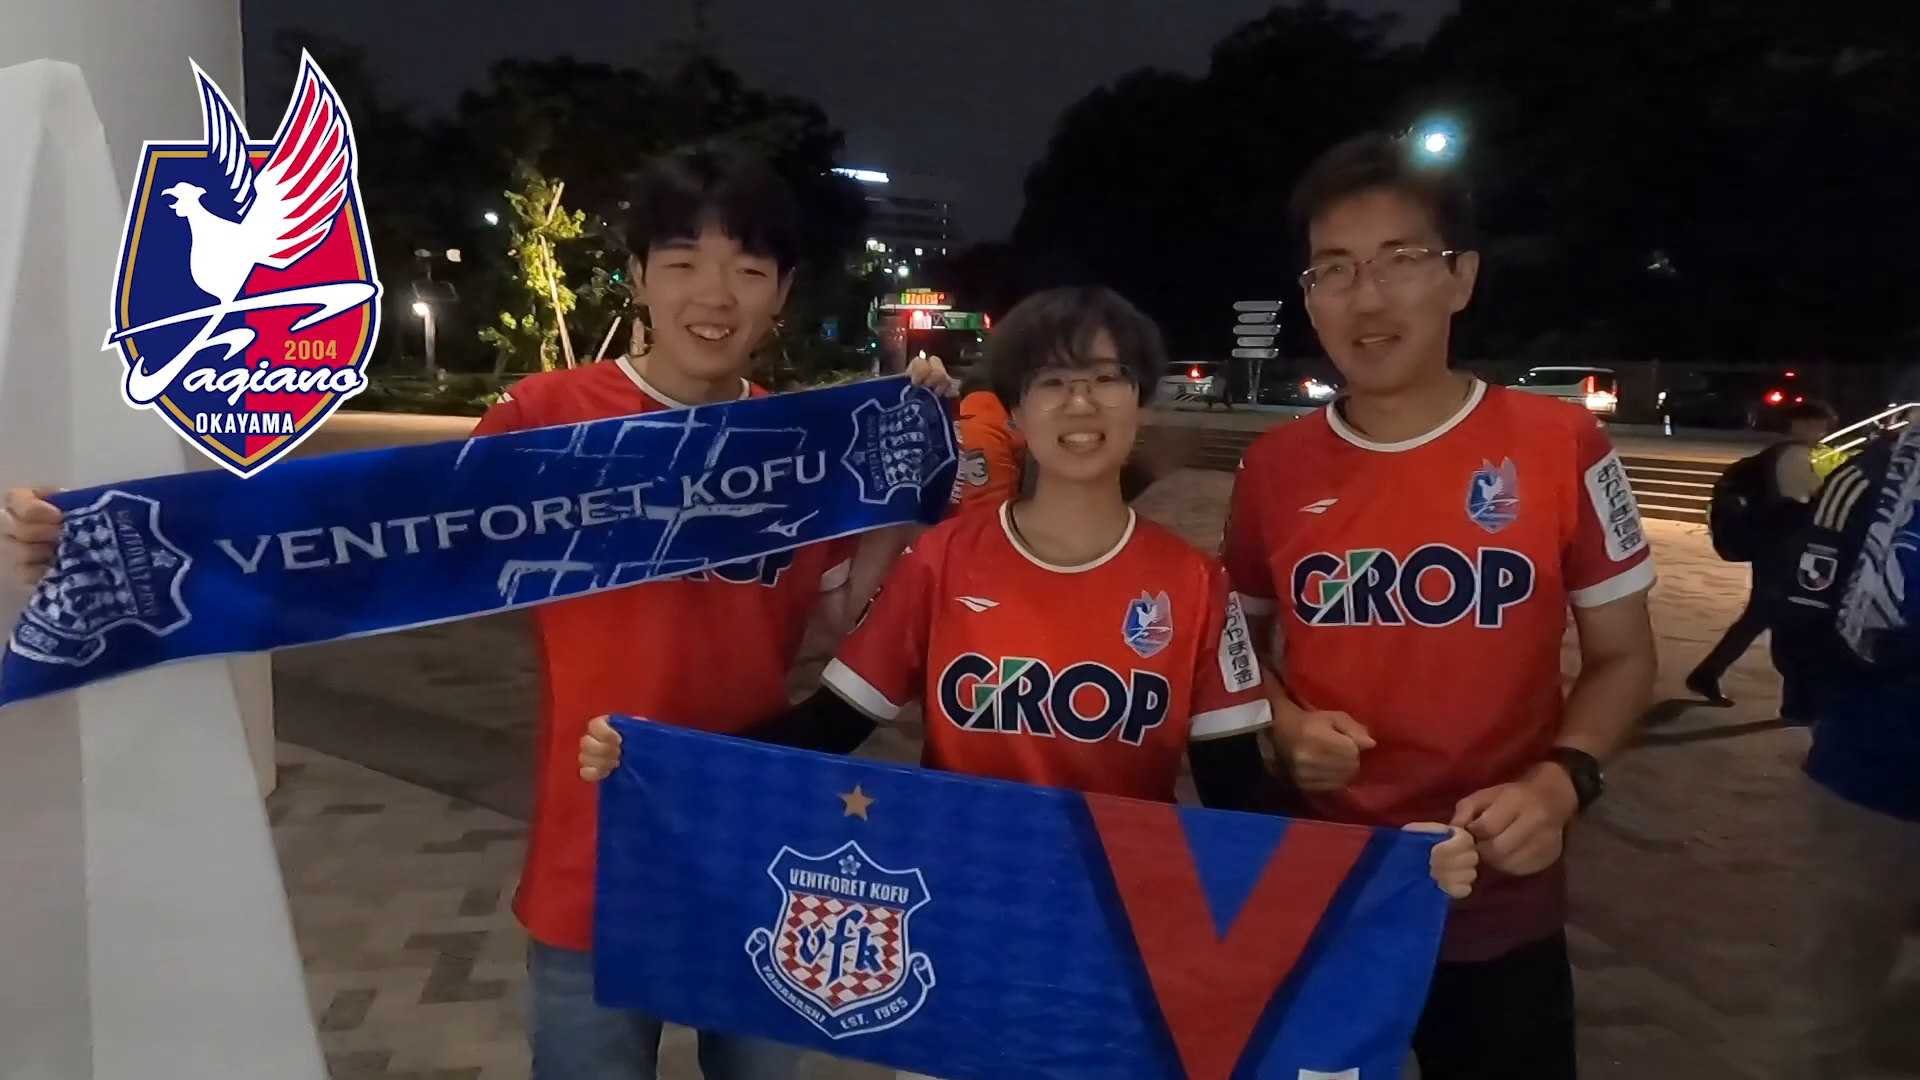 2004
Fagiano
OKAYAMA
VENTFORET KOFU
GROP
おかやま信金
GROP
おかやま信金
VENTFORET KOFU
vfk
YAMANASHI
EST. 1965